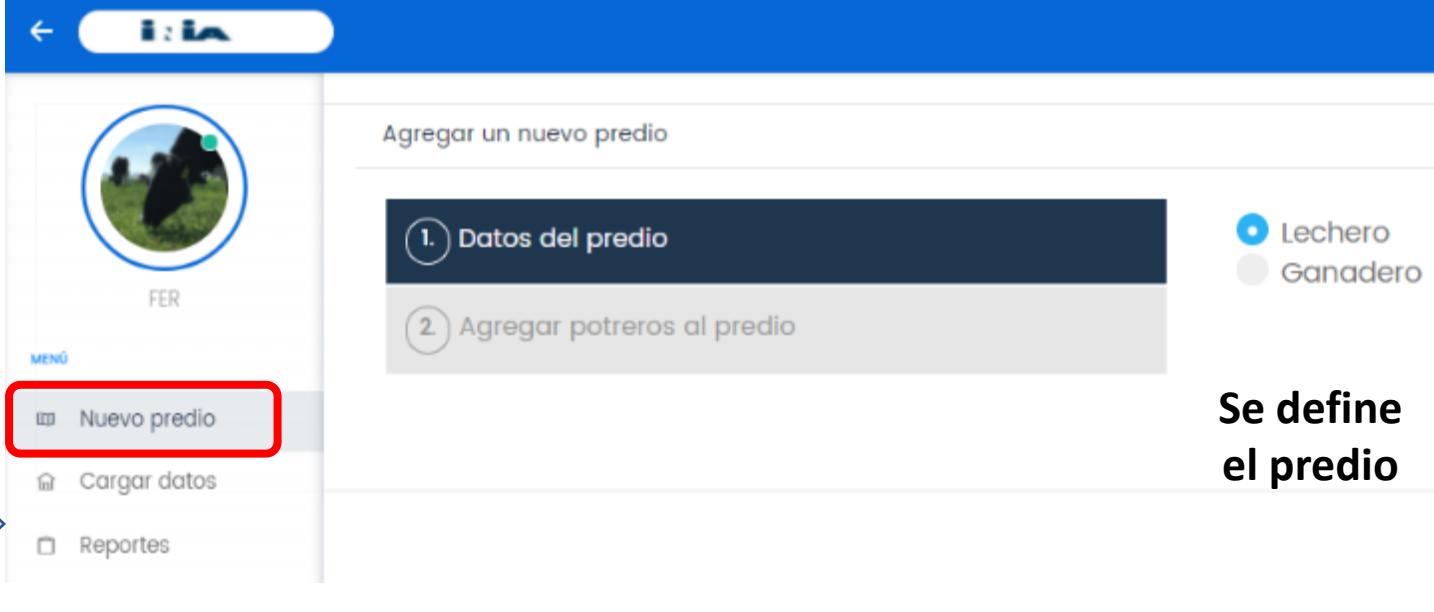 Agregar un nuevo predio
1. Datos del predio
2. Agregar potreros al predio
Lechero
Ganadero
Se define
el predio
FER
MENÚ
Nuevo predio
Cargar datos
Reportes